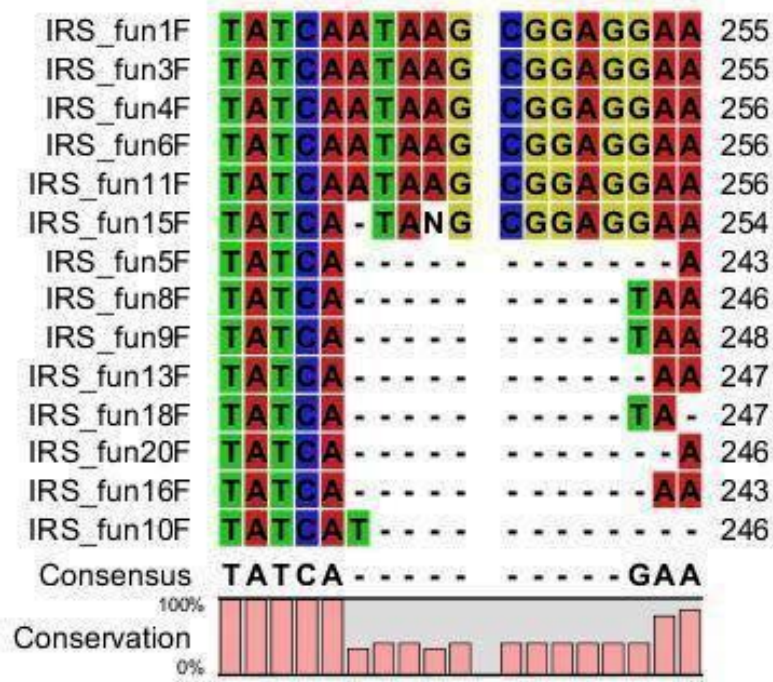 IRS_fun1F TATCAATAAG CGGAGGAA 255
IRS_fun3F TATCAATAAG CGGAGGAA 255
IRS_fun4F TATCAATAAG CGGAGGAA 256
IRS_fun6F TATCAATAAG CGGAGGAA 256
IRS_fun11F TATCAATAAG CGGAGGAA 256
IRS_fun15F TATCA-TANG CGGAGGAA 254
IRS_fun5F TATCA----- -------A 243
IRS_fun8F TATCA----- -----TAA 246
IRS_fun9F TATCA----- -----TAA 248
IRS_fun13F TATCA----- ------AA 247
IRS_fun18F TATCA----- -----TA- 247
IRS_fun20F TATCA----- -------A 246
IRS_fun16F TATCA----- ------AA 243
IRS_fun10F TATCAT---- -------- 246
Consensus TATCA----- -----GAA
100%
Conservation
0%